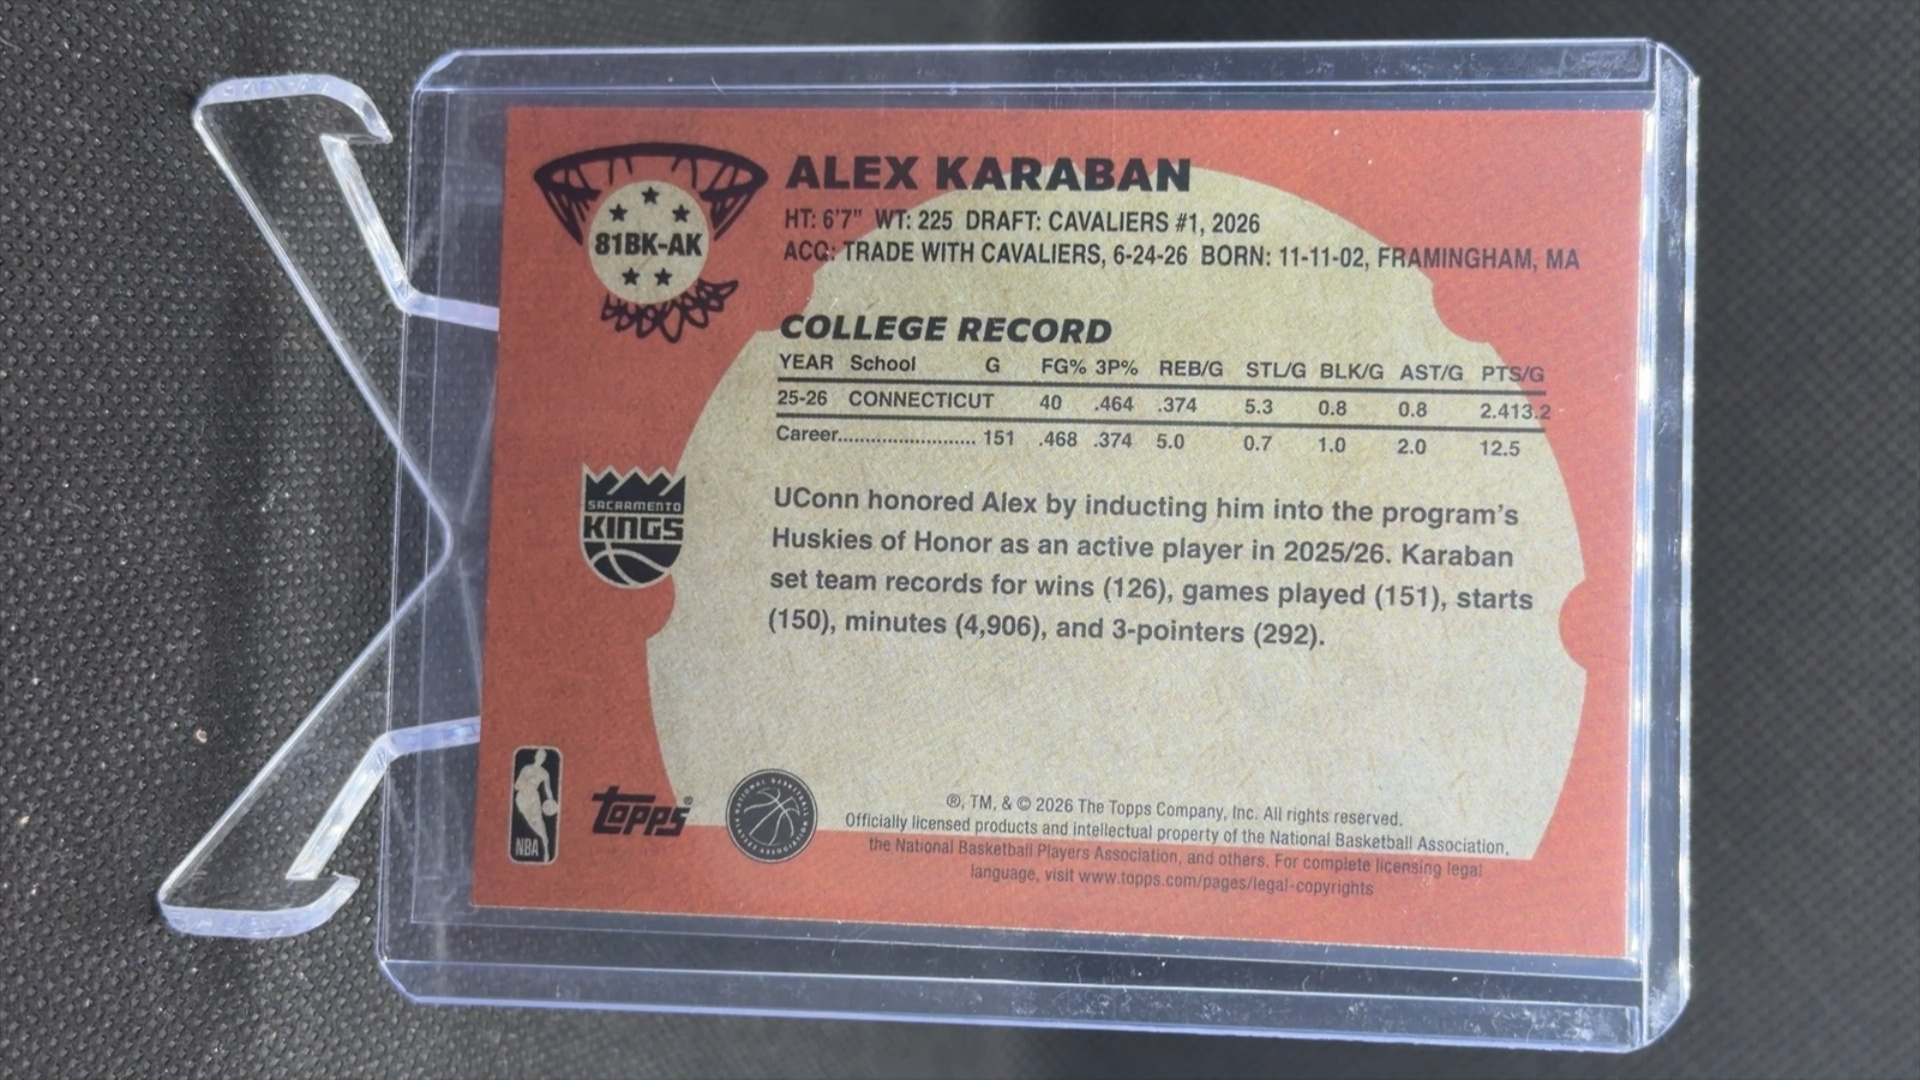 ALEX KARABAN
81BK-AK
HT: 6'7" WT: 225 DRAFT: CAVALIERS #1, 2026
ACQ: TRADE WITH CAVALIERS, 6-24-26 BORN: 11-11-02, FRAMINGHAM, MA
COLLEGE RECORD
YEAR School G FG% 3P% REB/G STL/G BLK/G AST/G PTS/G
25-26 CONNECTICUT 40 .464 .374 5.3 0.8 0.8 2.413.2
Career......................... 151 .468 .374 5.0 0.7 1.0 2.0 12.5
SACRAMENTO
KINGS
UConn honored Alex by inducting him into the program's
Huskies of Honor as an active player in 2025/26. Karaban
set team records for wins (126), games played (151), starts
(150), minutes (4,906), and 3-pointers (292).
NBA
Topps®
NATIONAL BASKETBALL PLAYERS ASSOCIATION
®, TM, & © 2026 The Topps Company, Inc. All rights reserved.
Officially licensed products and intellectual property of the National Basketball Association,
the National Basketball Players Association, and others. For complete licensing legal
language, visit www.topps.com/pages/legal-copyrights